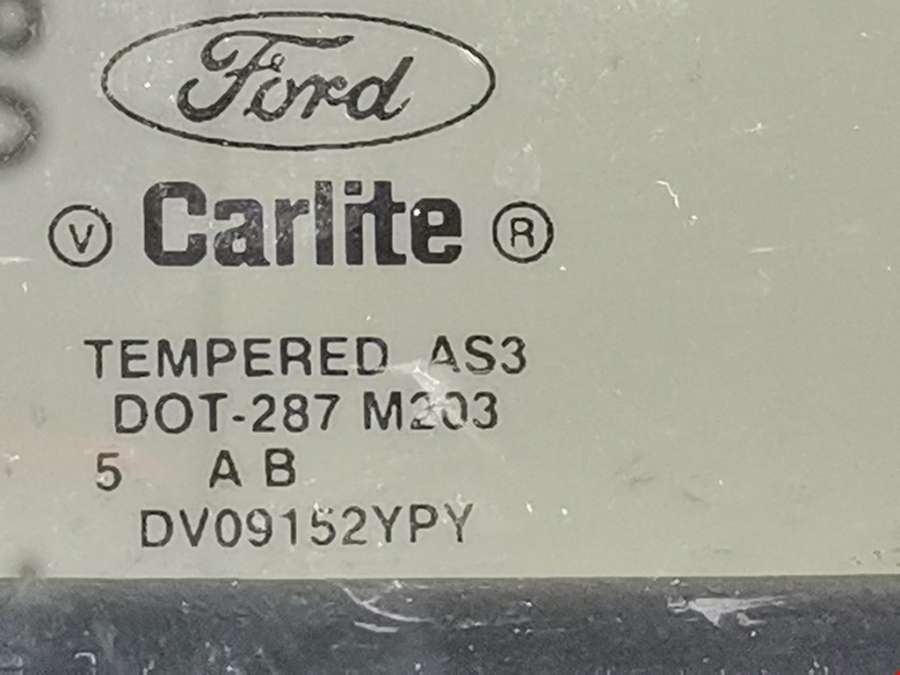 Ford
V Carlite R
TEMPERED AS3
DOT-287 M203
5 A B
DV09152YPY